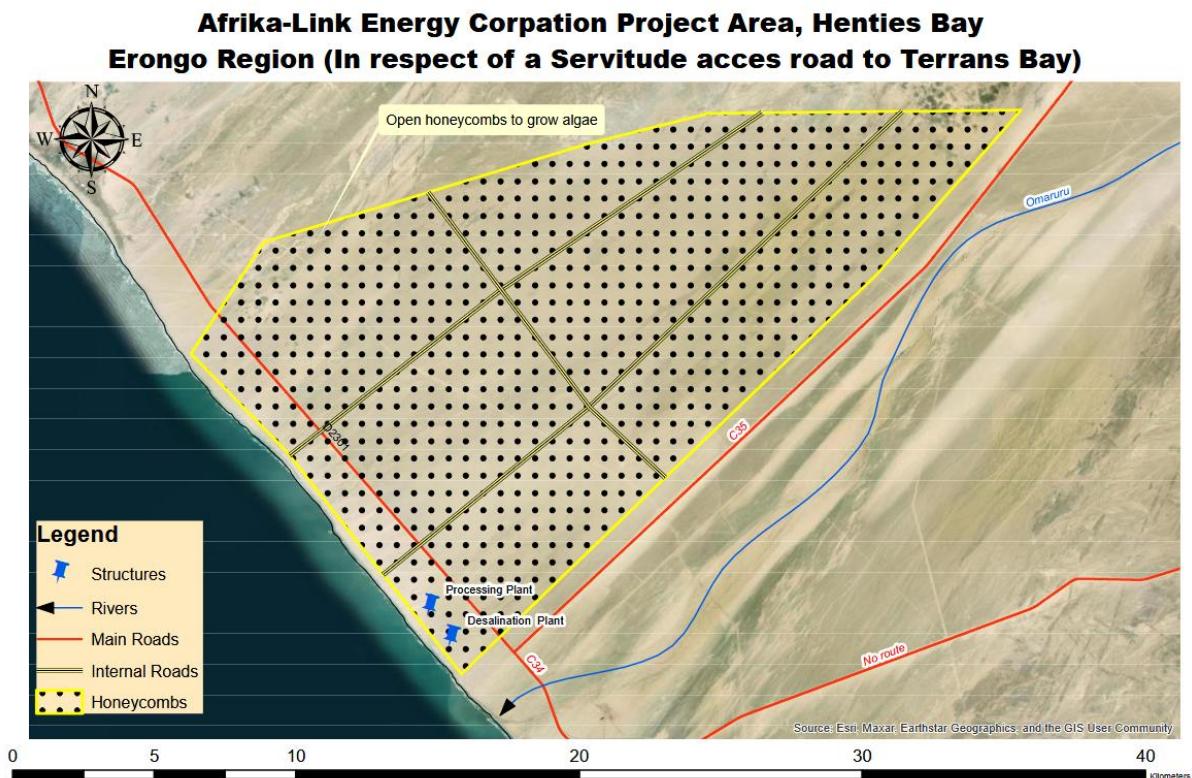 Afrika-Link Energy Corpation Project Area, Henties Bay
Erongo Region (In respect of a Servitude acces road to Terrans Bay)
N
W E
S
Open honeycombs to grow algae
Omaruru
C35
D2301
Legend
Structures
Rivers
Main Roads
Internal Roads
Honeycombs
Processing Plant
Desalination Plant
C34
No route
Source: Esri, Maxar, Earthstar Geographics, and the GIS User Community
0 5 10 20 30 40
Kilometers